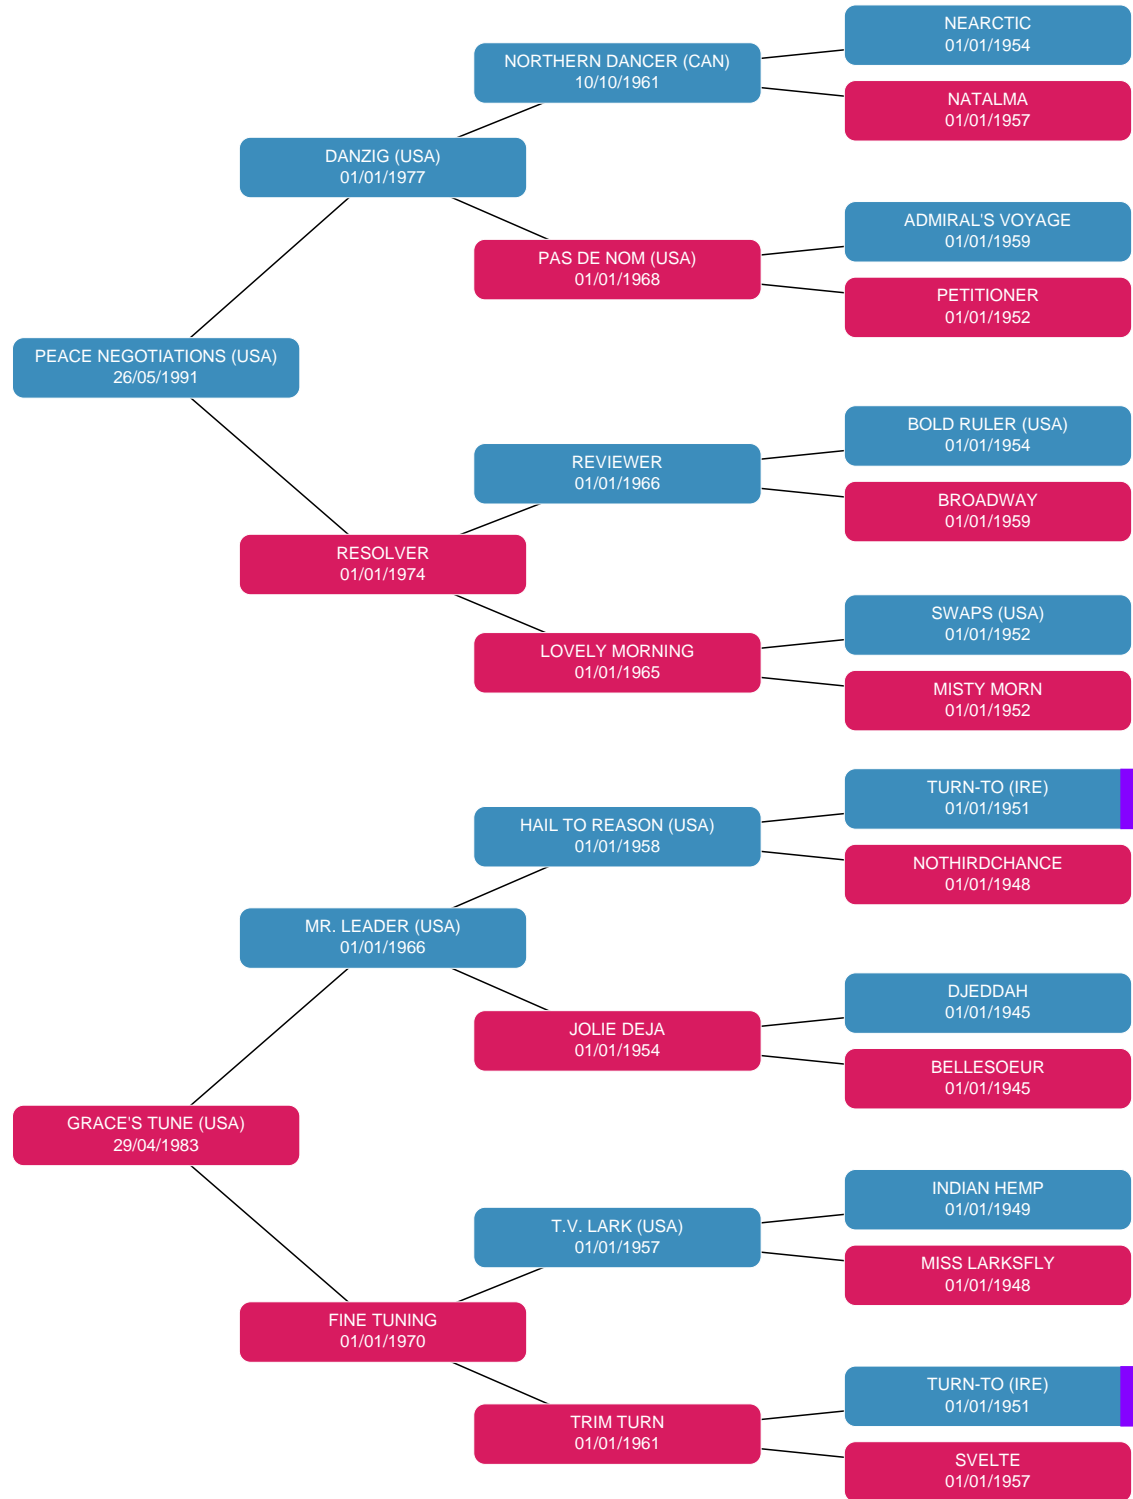 NEARCTIC
01/01/1954
NORTHERN DANCER (CAN)
10/10/1961
NATALMA
01/01/1957
DANZIG (USA)
01/01/1977
ADMIRAL'S VOYAGE
01/01/1959
PAS DE NOM (USA)
01/01/1968
PETITIONER
01/01/1952
PEACE NEGOTIATIONS (USA)
26/05/1991
BOLD RULER (USA)
01/01/1954
REVIEWER
01/01/1966
BROADWAY
01/01/1959
RESOLVER
01/01/1974
SWAPS (USA)
01/01/1952
LOVELY MORNING
01/01/1965
MISTY MORN
01/01/1952
TURN-TO (IRE)
01/01/1951
HAIL TO REASON (USA)
01/01/1958
NOTHIRDCHANCE
01/01/1948
MR. LEADER (USA)
01/01/1966
DJEDDAH
01/01/1945
JOLIE DEJA
01/01/1954
BELLESOEUR
01/01/1945
GRACE'S TUNE (USA)
29/04/1983
INDIAN HEMP
01/01/1949
T.V. LARK (USA)
01/01/1957
MISS LARKSFLY
01/01/1948
FINE TUNING
01/01/1970
TURN-TO (IRE)
01/01/1951
TRIM TURN
01/01/1961
SVELTE
01/01/1957